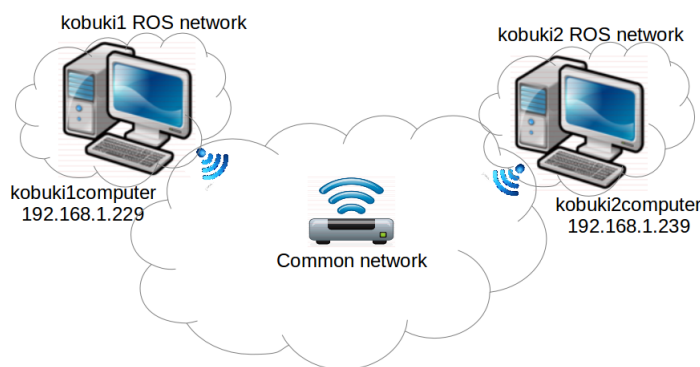 kobuki1 ROS network
kobuki2 ROS network
kobuki1computer
192.168.1.229
kobuki2computer
192.168.1.239
Common network